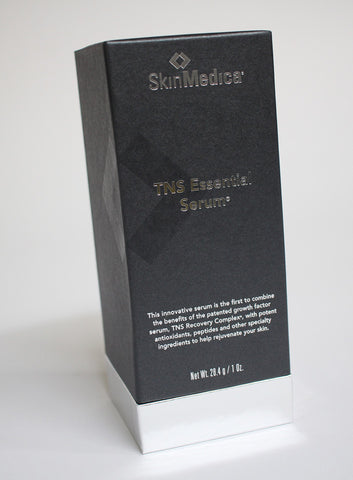 SkinMedica®
TNS Essential
Serum®
This innovative serum is the first to combine
the benefits of the patented growth factor
serum, TNS Recovery Complex®, with potent
antioxidants, peptides and other specialty
ingredients to help rejuvenate your skin.
Net Wt. 28.4 g / 1 Oz.